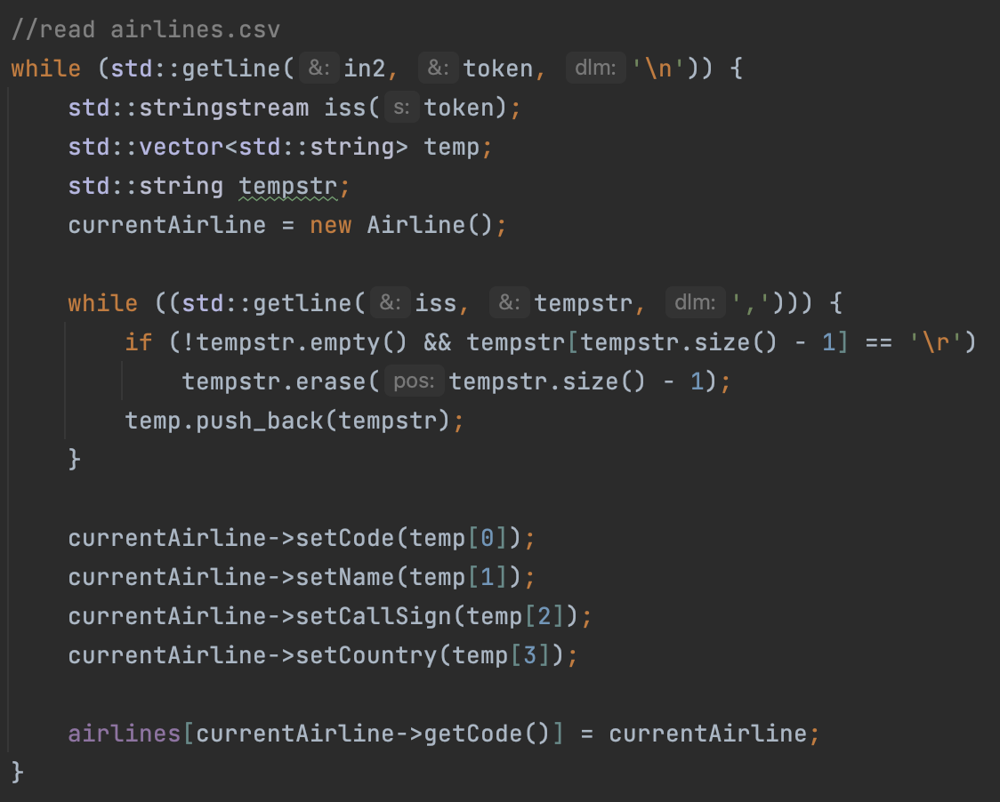 //read airlines.csv
while (std::getline( &: in2, &: token, dlm: '\n')) {
    std::stringstream iss( s: token);
    std::vector<std::string> temp;
    std::string tempstr;
    currentAirline = new Airline();

    while ((std::getline( &: iss, &: tempstr, dlm: ','))) {
        if (!tempstr.empty() && tempstr[tempstr.size() - 1] == '\r')
            tempstr.erase( pos: tempstr.size() - 1);
        temp.push_back(tempstr);
    }

    currentAirline->setCode(temp[0]);
    currentAirline->setName(temp[1]);
    currentAirline->setCallSign(temp[2]);
    currentAirline->setCountry(temp[3]);

    airlines[currentAirline->getCode()] = currentAirline;
}